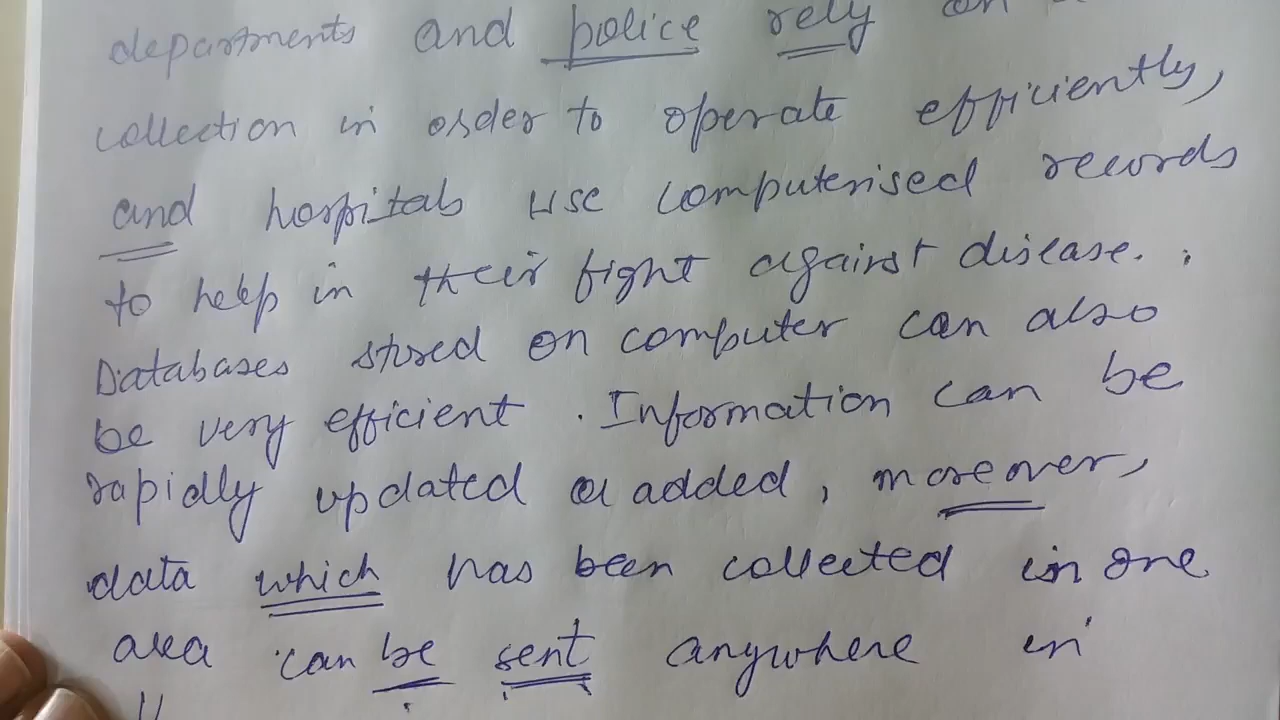 departments and police rely on
collection in order to operate efficiently,
and hospitals use computerised records
to help in their fight against disease.
Databases stored on computer can also
be very efficient. Information can be
rapidly updated or added, moreover,
data which has been collected in one
area can be sent anywhere in